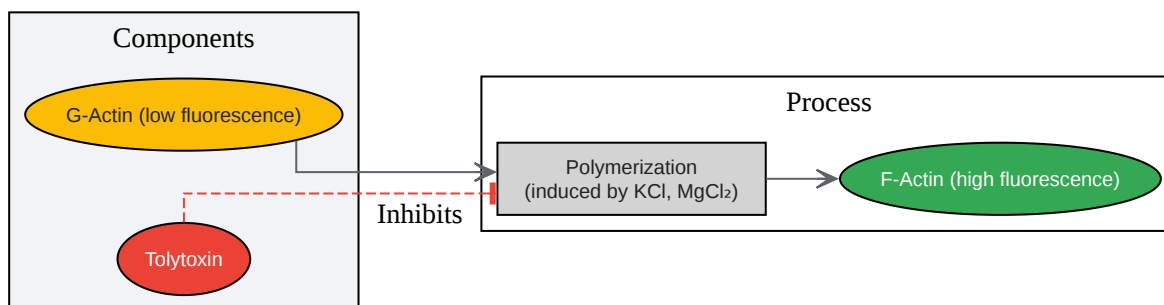 Components
G-Actin (low fluorescence)
Process
Polymerization
(induced by KCl, MgCl₂)
F-Actin (high fluorescence)
Inhibits
Tolytoxin